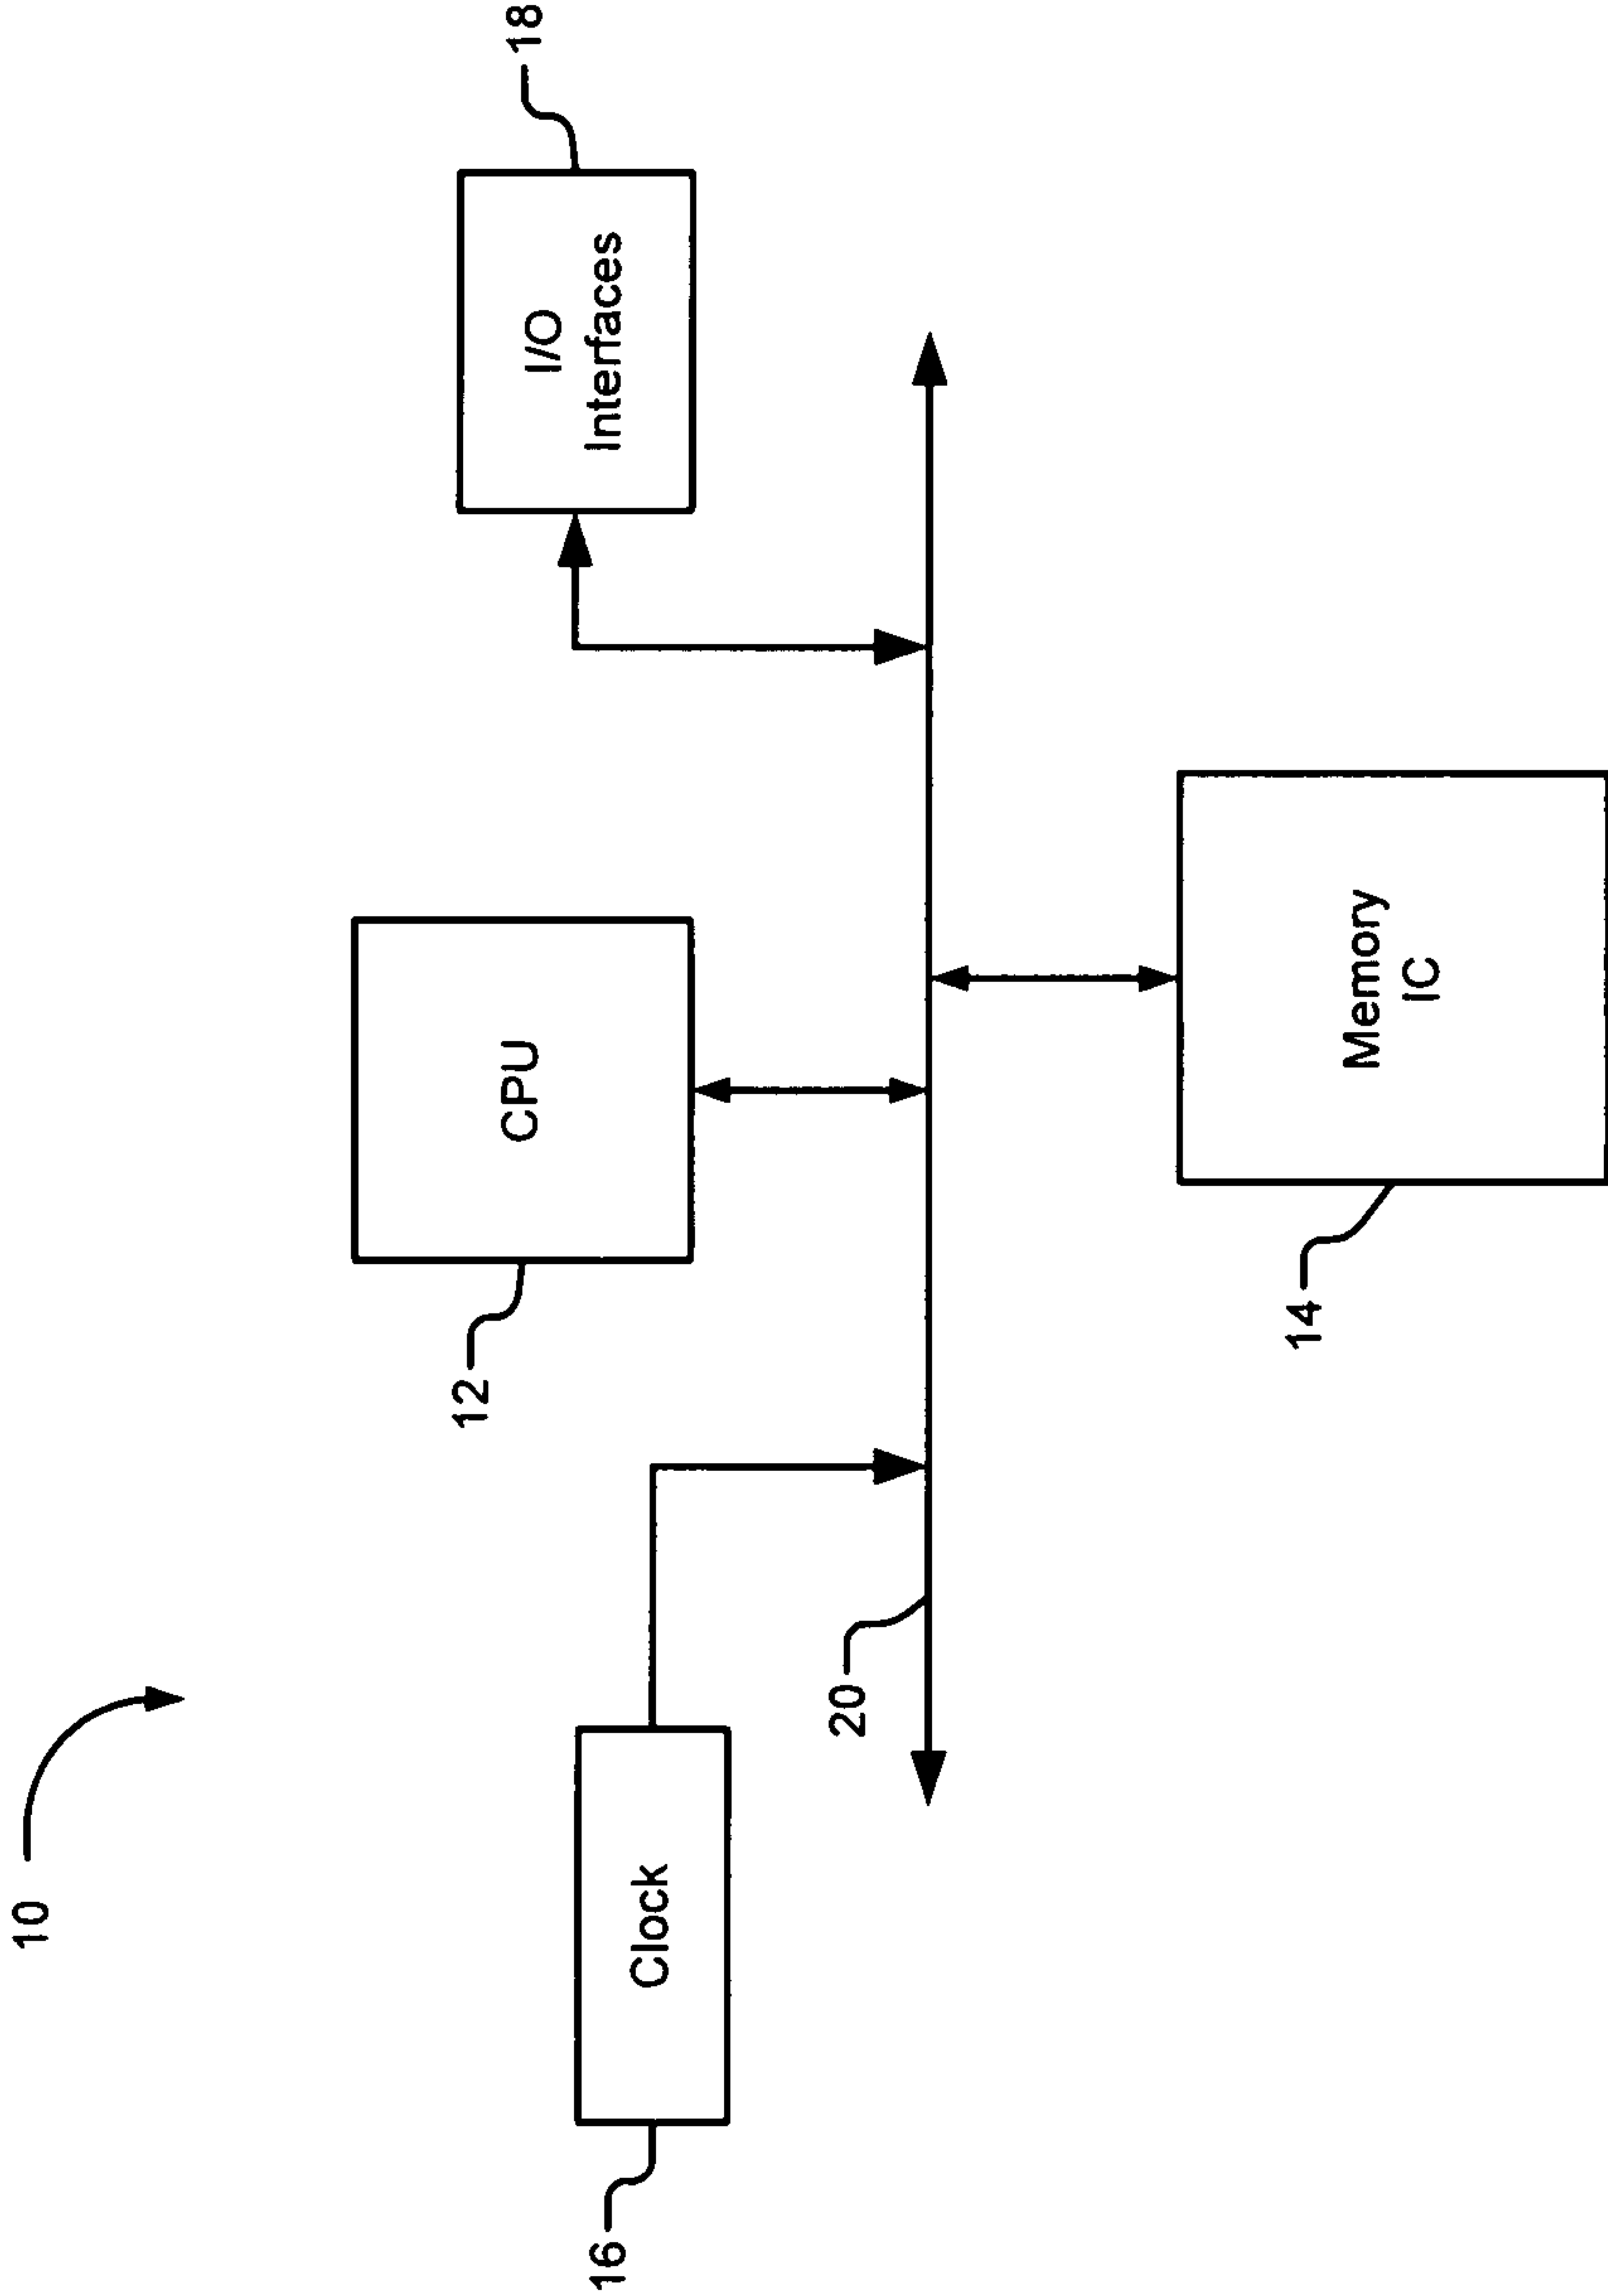 10
16
Clock
20
12
CPU
14
Memory
IC
I/O
Interfaces
18